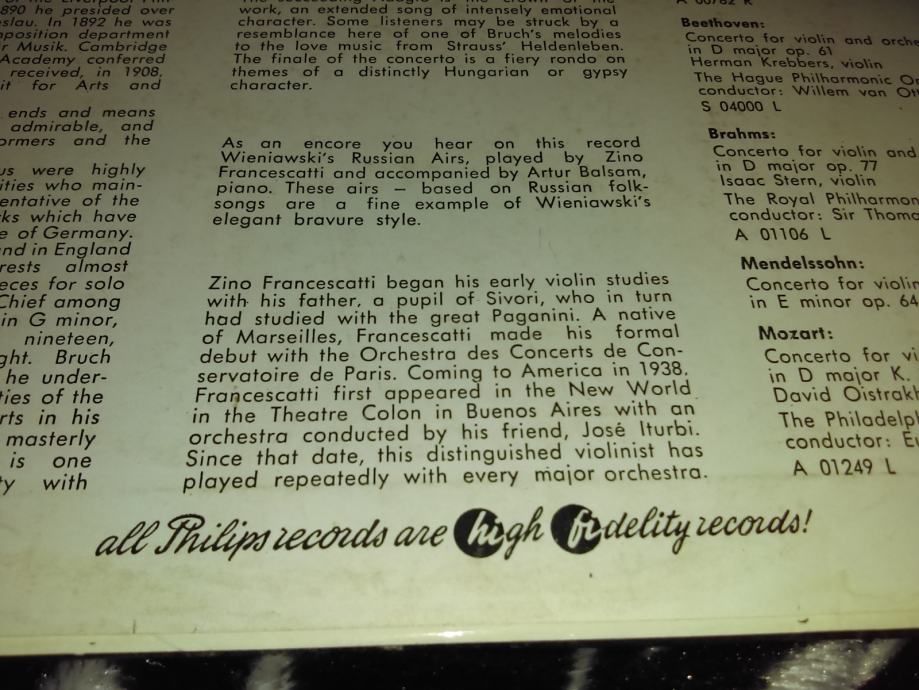 890 he presided over
eslau. In 1892 he was
mposition department
r Musik. Cambridge
Academy conferred
received, in 1908,
it for Arts and
ends and means
admirable, and
ormers and the
us were highly
ities who main-
entative of the
ks which have
e of Germany.
and in England
rests almost
eces for solo
Chief among
in G minor,
nineteen,
ght. Bruch
he under-
ties of the
rts in his
masterly
is one
ty with
work, an extended song of intensely emotional
character. Some listeners may be struck by a
resemblance here of one of Bruch's melodies
to the love music from Strauss' Heldenleben.
The finale of the concerto is a fiery rondo on
themes of a distinctly Hungarian or gypsy
character.
As an encore you hear on this record
Wieniawski's Russian Airs, played by Zino
Francescatti and accompanied by Artur Balsam,
piano. These airs – based on Russian folk-
songs are a fine example of Wieniawski's
elegant bravure style.
Zino Francescatti began his early violin studies
with his father, a pupil of Sivori, who in turn
had studied with the great Paganini. A native
of Marseilles, Francescatti made his formal
debut with the Orchestra des Concerts de Con-
servatoire de Paris. Coming to America in 1938.
Francescatti first appeared in the New World
in the Theatre Colon in Buenos Aires with an
orchestra conducted by his friend, José Iturbi.
Since that date, this distinguished violinist has
played repeatedly with every major orchestra.
Beethoven:
Concerto for violin and orche
in D major op. 61
Herman Krebbers, violin
The Hague Philharmonic Or
conductor: Willem van Ott
S 04000 L
Brahms:
Concerto for violin and
in D major op. 77
Isaac Stern, violin
The Royal Philharmon
conductor: Sir Thoma
A 01106 L
Mendelssohn:
Concerto for violin
in E minor op. 64
Mozart:
Concerto for vi
in D major K.
David Oistrakh
The Philadelph
conductor: Eu
A 01249 L
all Philips records are high fidelity records!